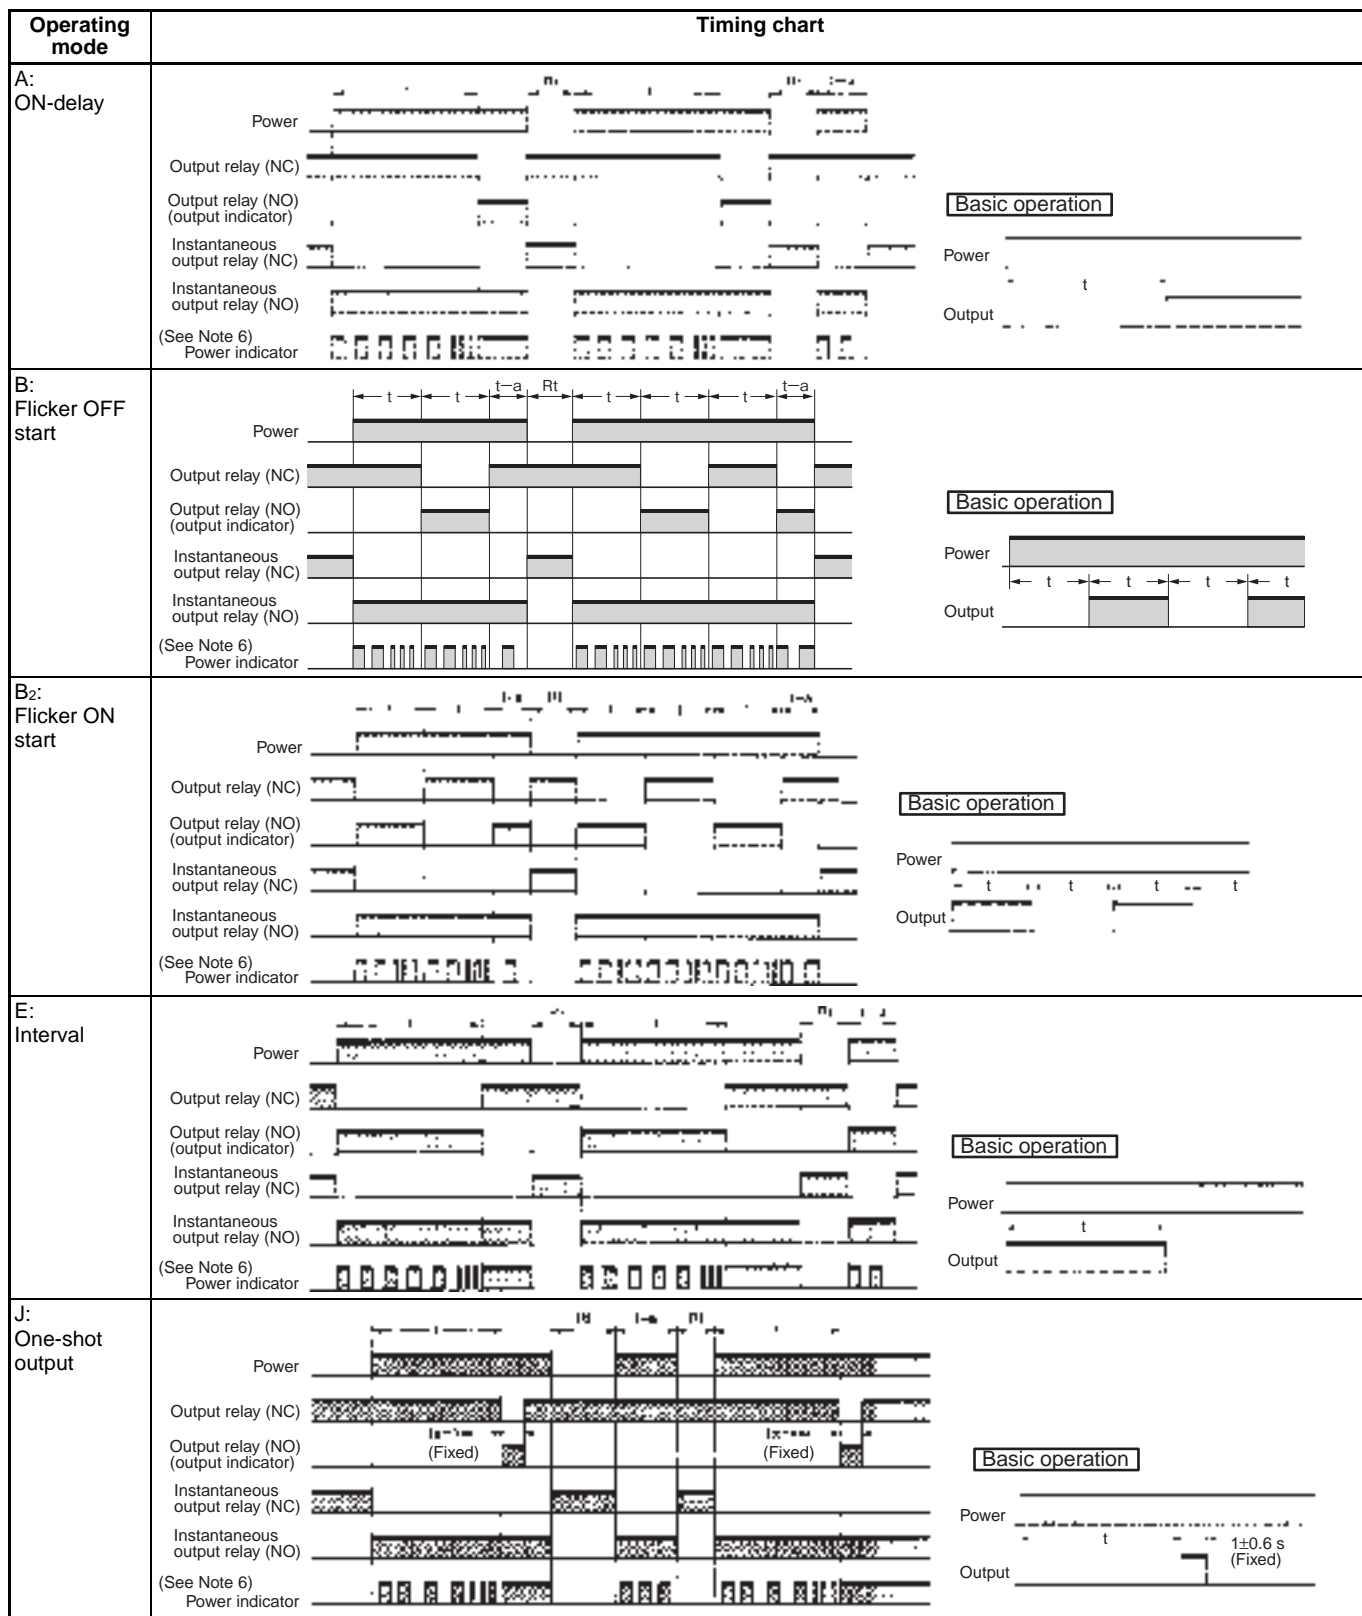 Operating mode
Timing chart
A:
ON-delay
Power
Output relay (NC)
Output relay (NO)
(output indicator)
Instantaneous
output relay (NC)
Instantaneous
output relay (NO)
(See Note 6)
Power indicator
Basic operation
Power
t
Output
B:
Flicker OFF
start
t t t−a Rt t t t t−a
Power
Output relay (NC)
Output relay (NO)
(output indicator)
Instantaneous
output relay (NC)
Instantaneous
output relay (NO)
(See Note 6)
Power indicator
Basic operation
Power
t t t t
Output
B2:
Flicker ON
start
Power
Output relay (NC)
Output relay (NO)
(output indicator)
Instantaneous
output relay (NC)
Instantaneous
output relay (NO)
(See Note 6)
Power indicator
Basic operation
Power
t t t t
Output
E:
Interval
Power
Output relay (NC)
Output relay (NO)
(output indicator)
Instantaneous
output relay (NC)
Instantaneous
output relay (NO)
(See Note 6)
Power indicator
Basic operation
Power
t
Output
J:
One-shot
output
Power
Output relay (NC)
Output relay (NO)
(output indicator)
(Fixed) (Fixed)
Instantaneous
output relay (NC)
Instantaneous
output relay (NO)
(See Note 6)
Power indicator
Basic operation
Power
t
1±0.6 s
(Fixed)
Output